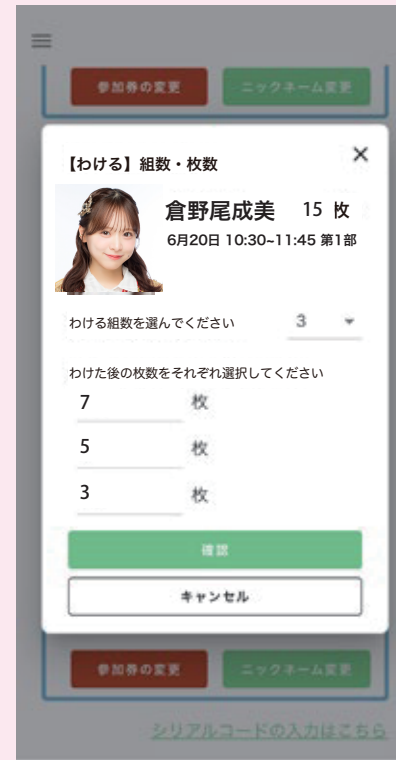 参加券の変更 ニックネーム変更
【わける】組数・枚数 ×
倉野尾成美 15 枚
6月20日 10:30~11:45 第1部
わける組数を選んでください 3
わけた後の枚数をそれぞれ選択してください
7 枚
5 枚
3 枚
確認
キャンセル
参加券の変更 ニックネーム変更
シリアルコードの入力はこちら